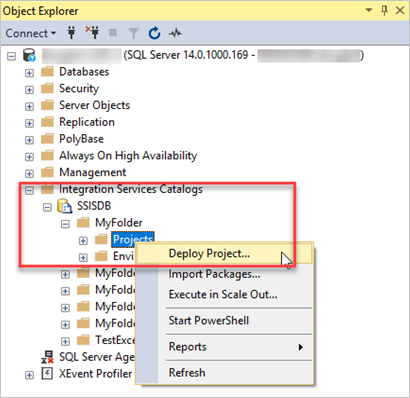 Object Explorer
Connect
(SQL Server 14.0.1000.169 -
Databases
Security
Server Objects
Replication
PolyBase
Always On High Availability
Management
Integration Services Catalogs
SSISDB
MyFolder
Projects
Deploy Project...
Envi
Import Packages...
MyFolde
Execute in Scale Out...
MyFolde
MyFolde
Start PowerShell
MyFolde
TestExce
Reports
SQL Server Age
XEvent Profiler
Refresh